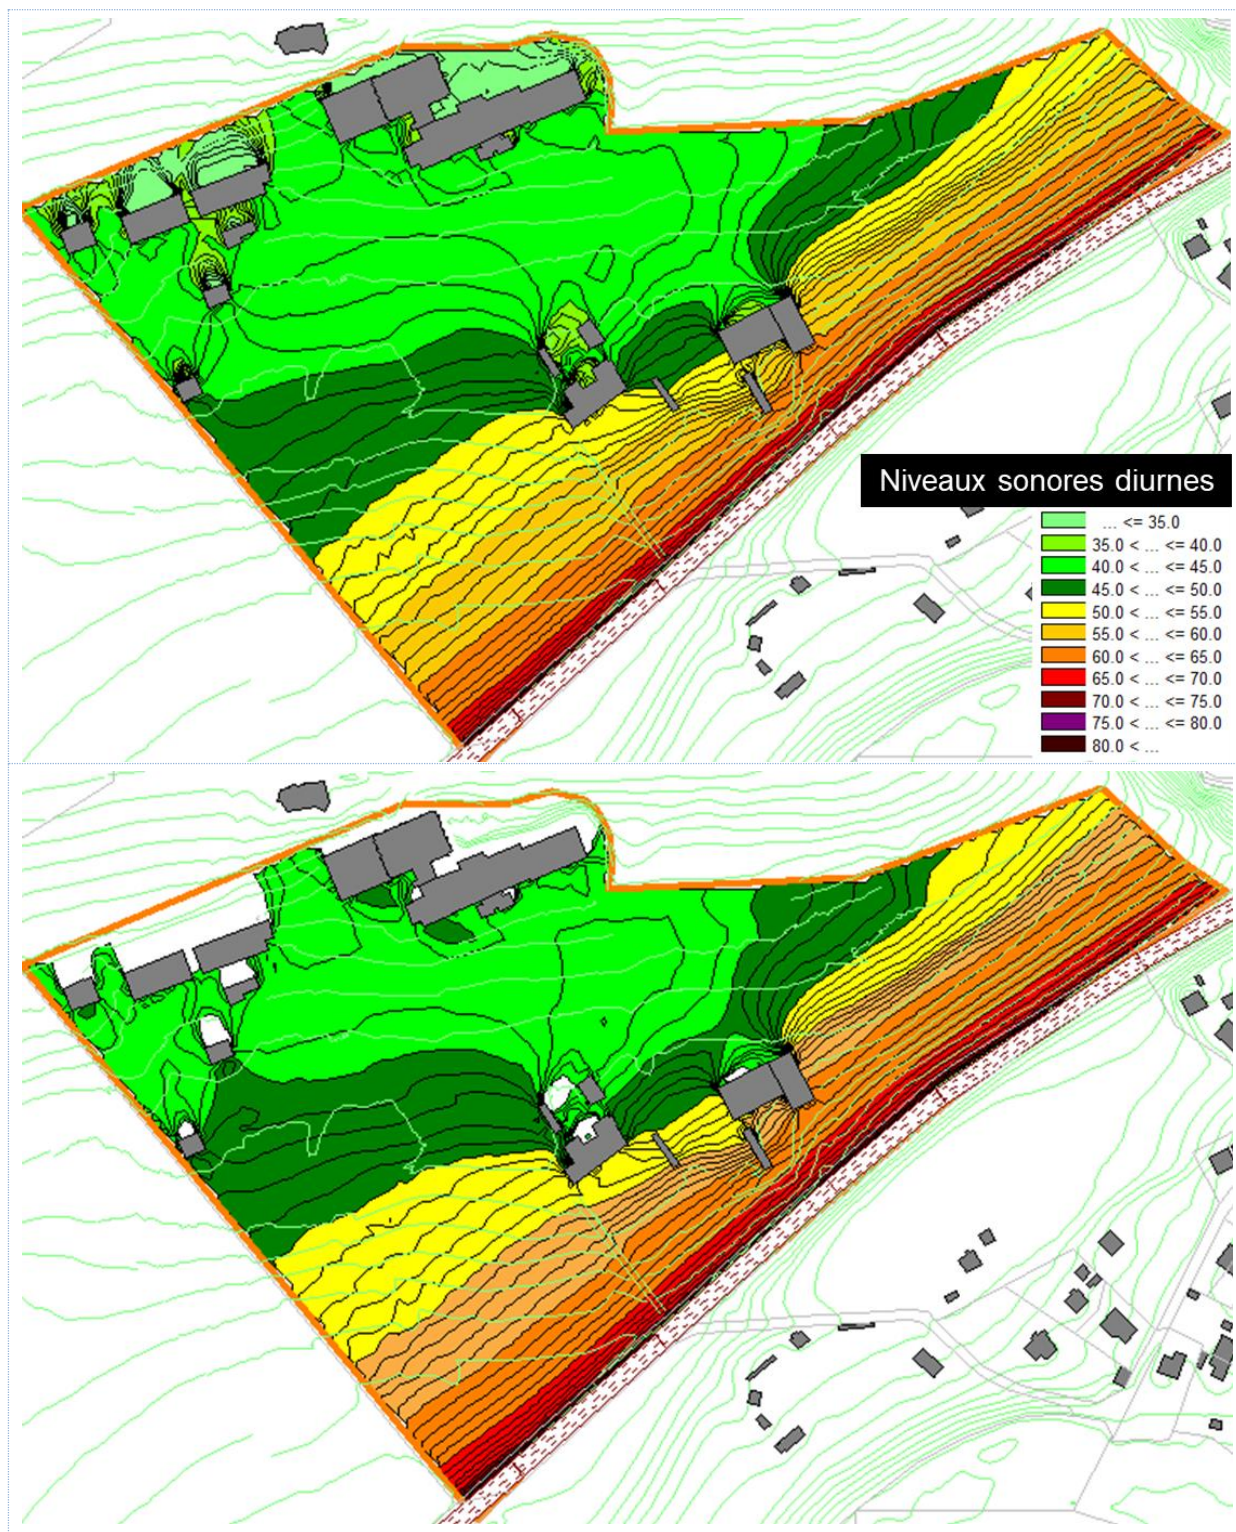 Niveaux sonores diurnes
... <= 35.0
35.0 < ... <= 40.0
40.0 < ... <= 45.0
45.0 < ... <= 50.0
50.0 < ... <= 55.0
55.0 < ... <= 60.0
60.0 < ... <= 65.0
65.0 < ... <= 70.0
70.0 < ... <= 75.0
75.0 < ... <= 80.0
80.0 < ...